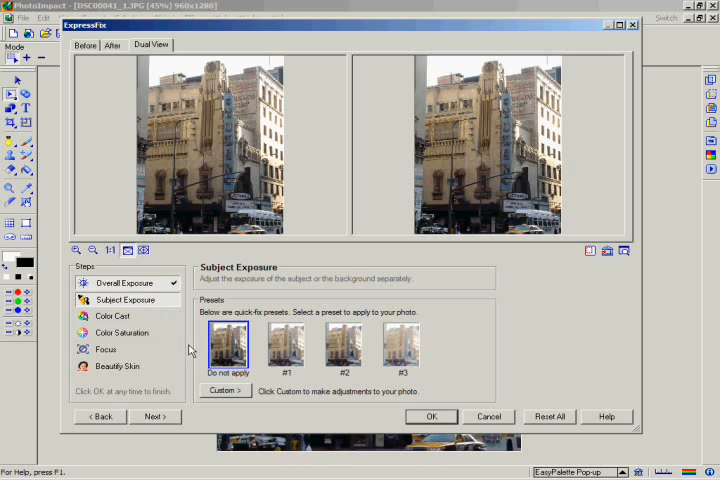 PhotoImpact - [DSC00041_1.JPG (45%) 960x1280]
File Edit
Switch
Mode
ExpressFix
Before After Dual View
1:1
Steps
Overall Exposure
Subject Exposure
Color Cast
Color Saturation
Focus
Beautify Skin
Click OK at any time to finish.
Subject Exposure
Adjust the exposure of the subject or the background separately.
Presets
Below are quick-fix presets. Select a preset to apply to your photo.
Do not apply #1 #2 #3
Custom > Click Custom to make adjustments to your photo.
< Back Next > OK Cancel Reset All Help
For Help, press F1.
EasyPalette Pop-up